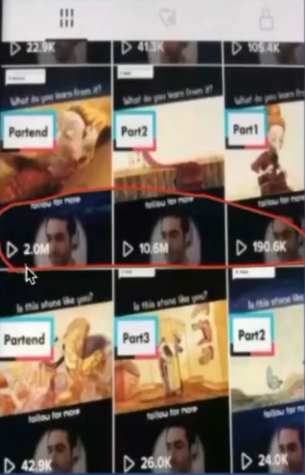 22.9K 41.3K 105.4K
What do you learn from it? What do you learn from it? What do you learn fr
Partend Part2 Part1
follow for more follow for more follow for more
2.0M 10.6M 190.6K
Is this stone like you? Is this stone like you? Is this stone like
Partend Part3 Part2
follow for more follow for more follow for more
42.9K 26.0K 24.0K